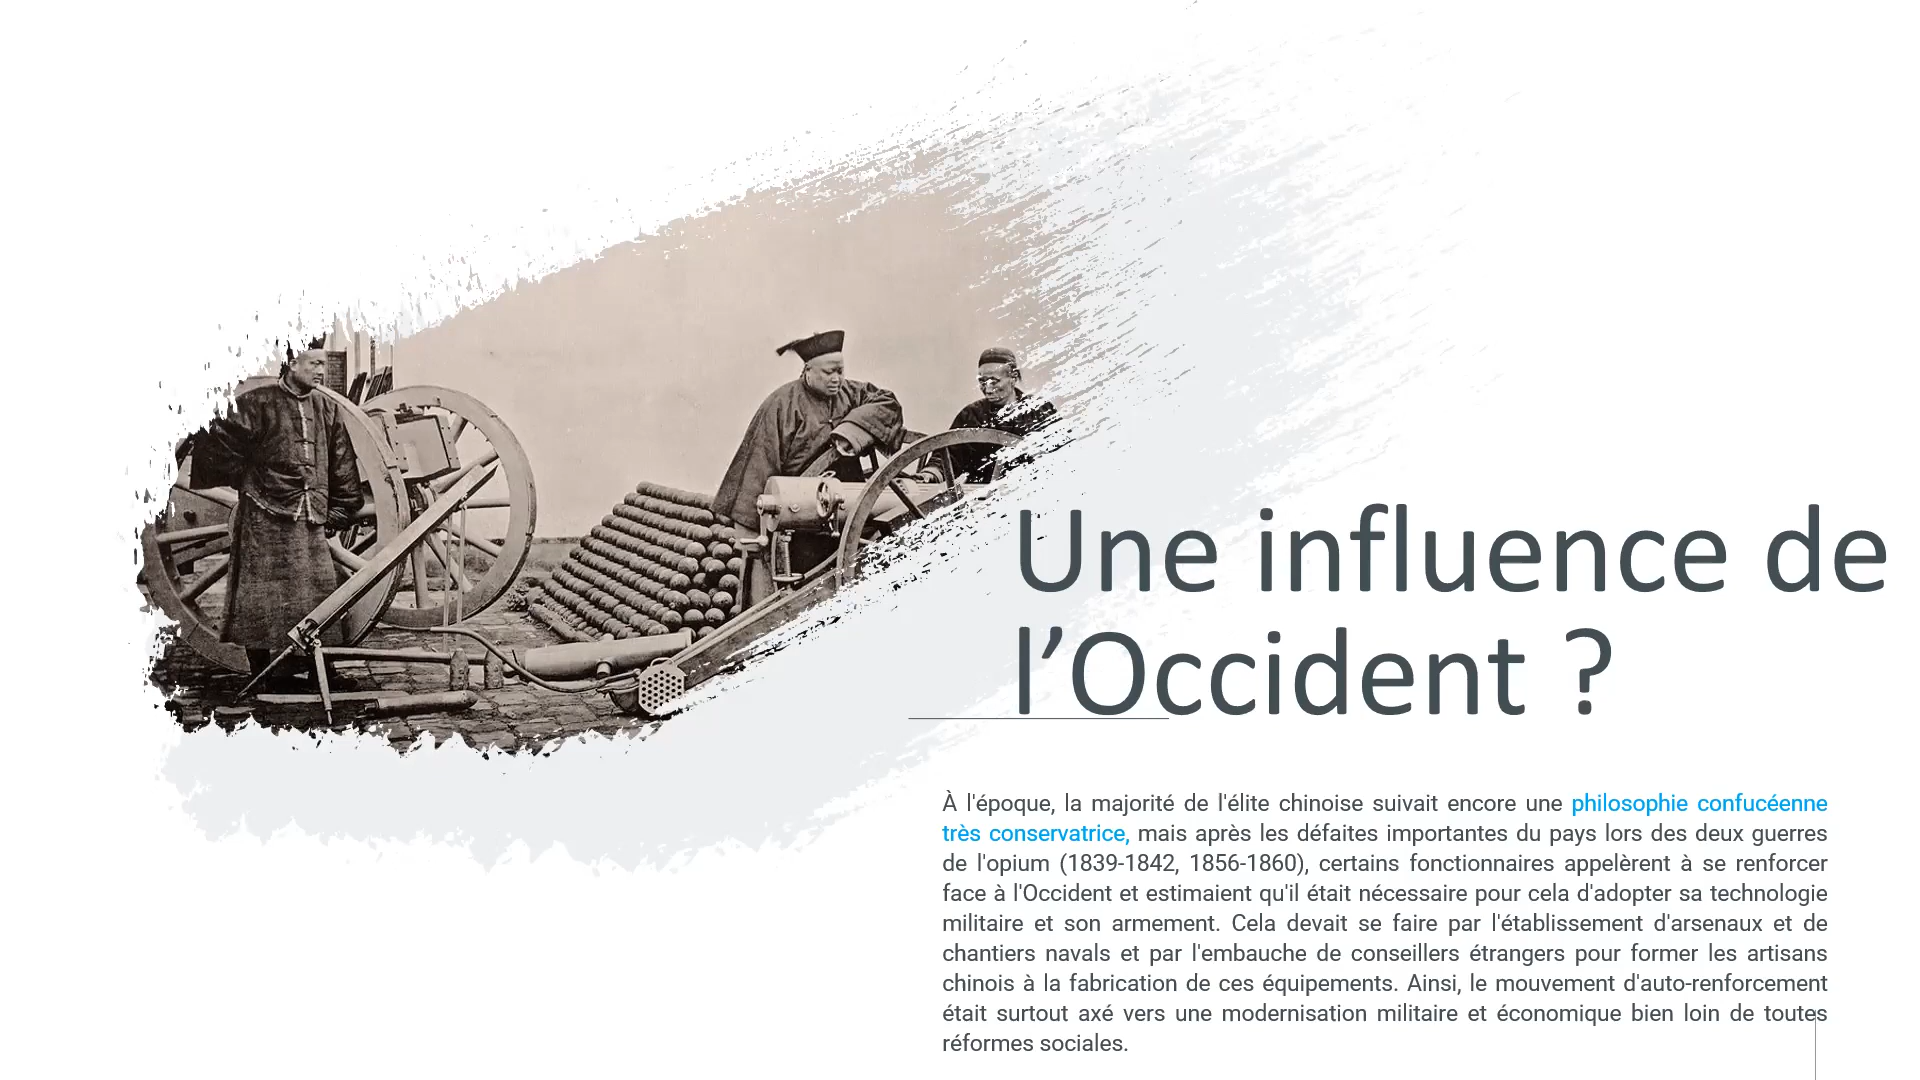 Une influence de
l’Occident ?
À l'époque, la majorité de l'élite chinoise suivait encore une philosophie confucéenne
très conservatrice, mais après les défaites importantes du pays lors des deux guerres
de l'opium (1839-1842, 1856-1860), certains fonctionnaires appelèrent à se renforcer
face à l'Occident et estimaient qu'il était nécessaire pour cela d'adopter sa technologie
militaire et son armement. Cela devait se faire par l'établissement d'arsenaux et de
chantiers navals et par l'embauche de conseillers étrangers pour former les artisans
chinois à la fabrication de ces équipements. Ainsi, le mouvement d'auto-renforcement
était surtout axé vers une modernisation militaire et économique bien loin de toutes
réformes sociales.